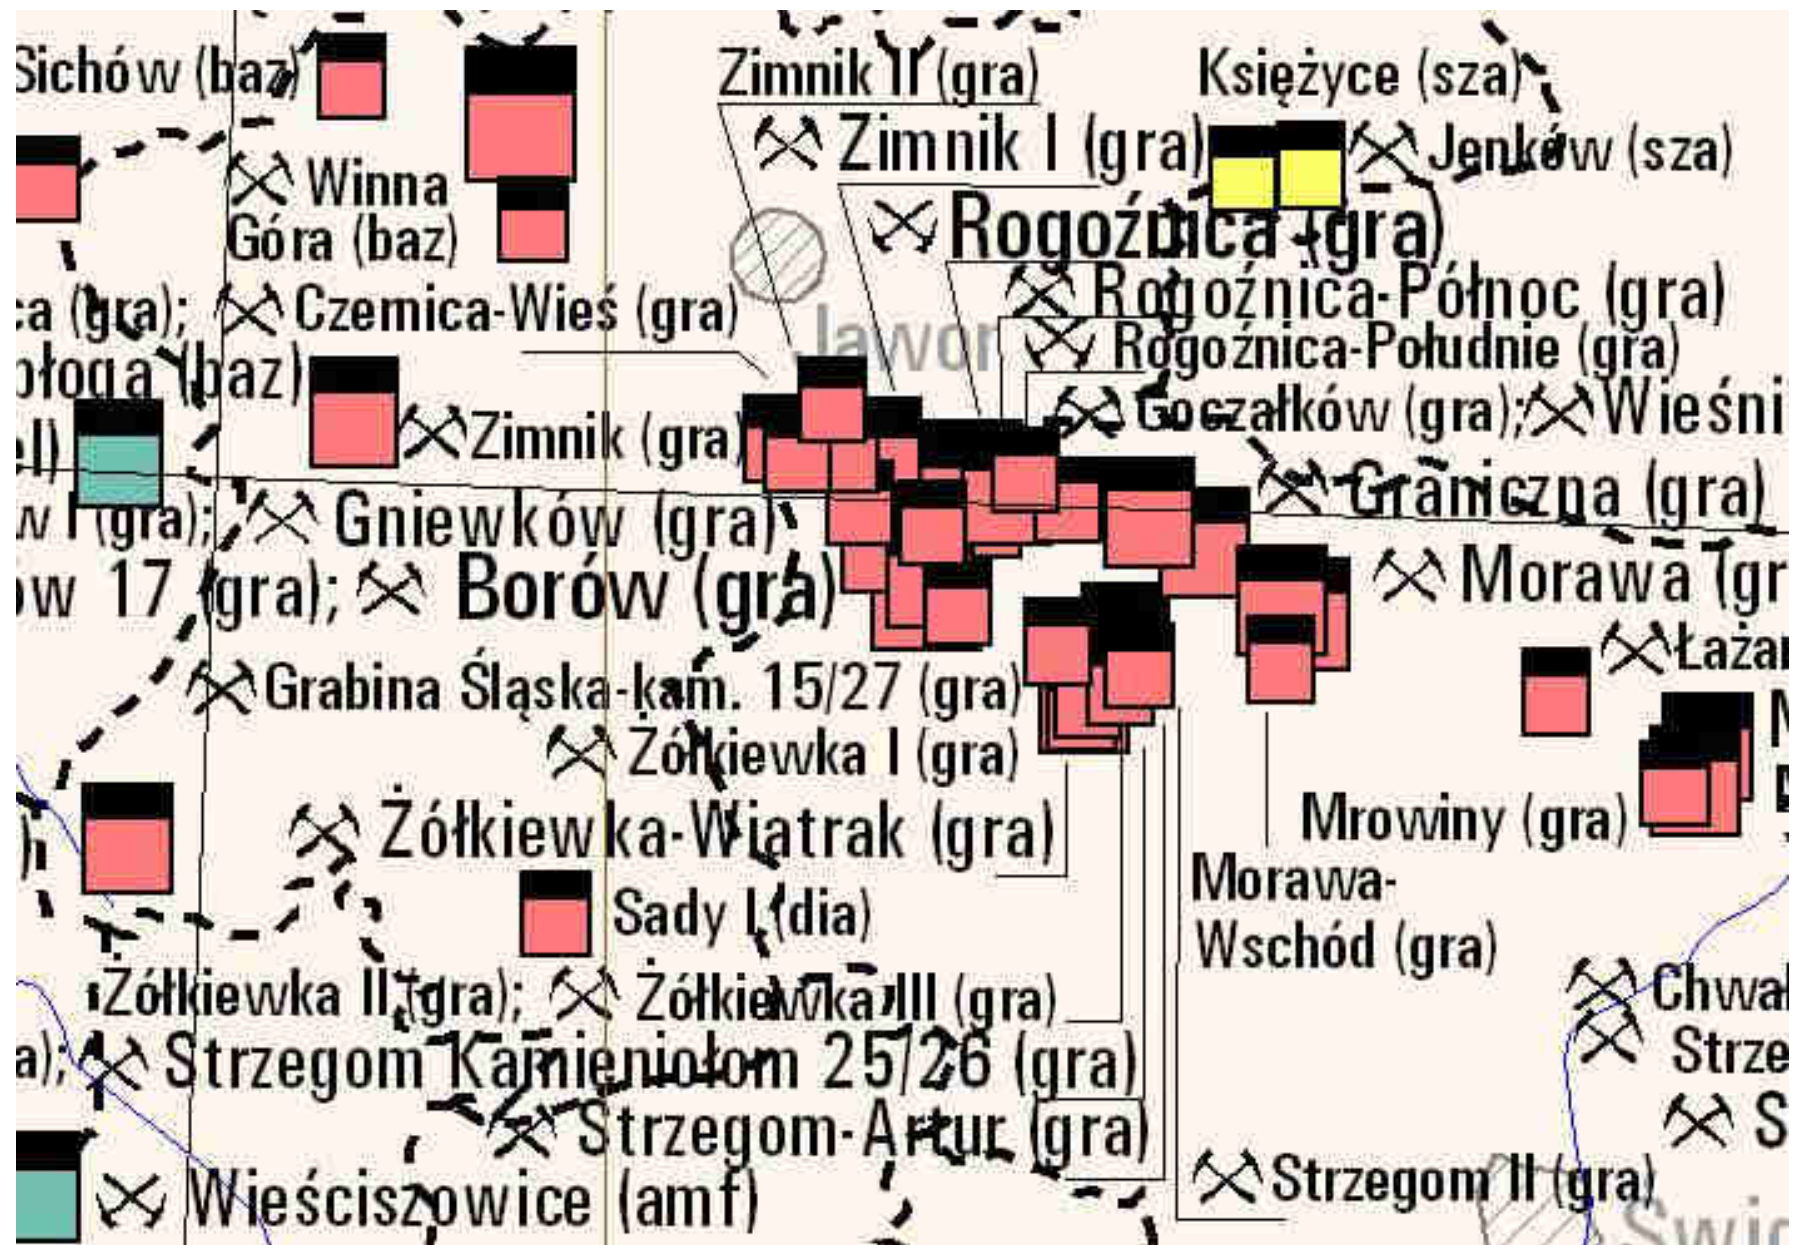 Sichów (baz)
Zimnik II (gra)
Księżyce (sza)
Zimnik I (gra)
Jenków (sza)
Winna
Góra (baz)
Rogoźnica (gra)
(gra);
Czernica-Wieś (gra)
Rogoźnica-Północ (gra)
Jawor
Rogoźnica-Południe (gra)
(baz)
Zimnik (gra)
Goczałków (gra);
Graniczna (gra)
I (gra);
Gniewków (gra)
17 (gra);
Borów (gra)
Morawa (gr
Grabina Śląska-kam. 15/27 (gra)
Żółkiewka I (gra)
Żółkiewka-Wiatrak (gra)
Mrowiny (gra)
Morawa-
Wschód (gra)
Sady I (dia)
Żółkiewka II (gra);
Żółkiewka III (gra)
Strzegom Kamieniołom 25/26 (gra)
Strzegom-Artur (gra)
Strzegom II (gra)
Wieściszowice (amf)